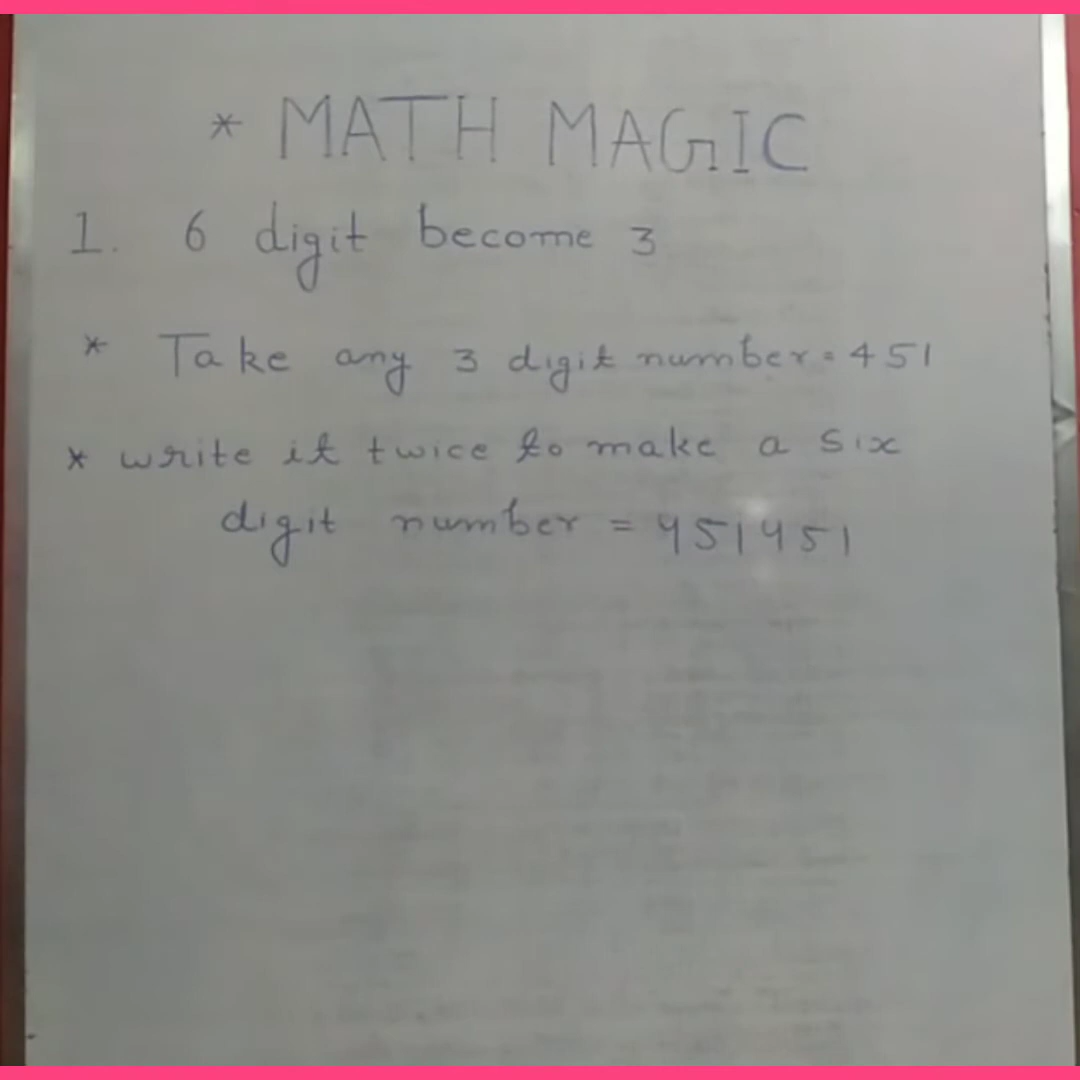 * MATH MAGIC
1. 6 digit become 3
* Take any 3 digit number = 451
* write it twice to make a six
digit number = 451451